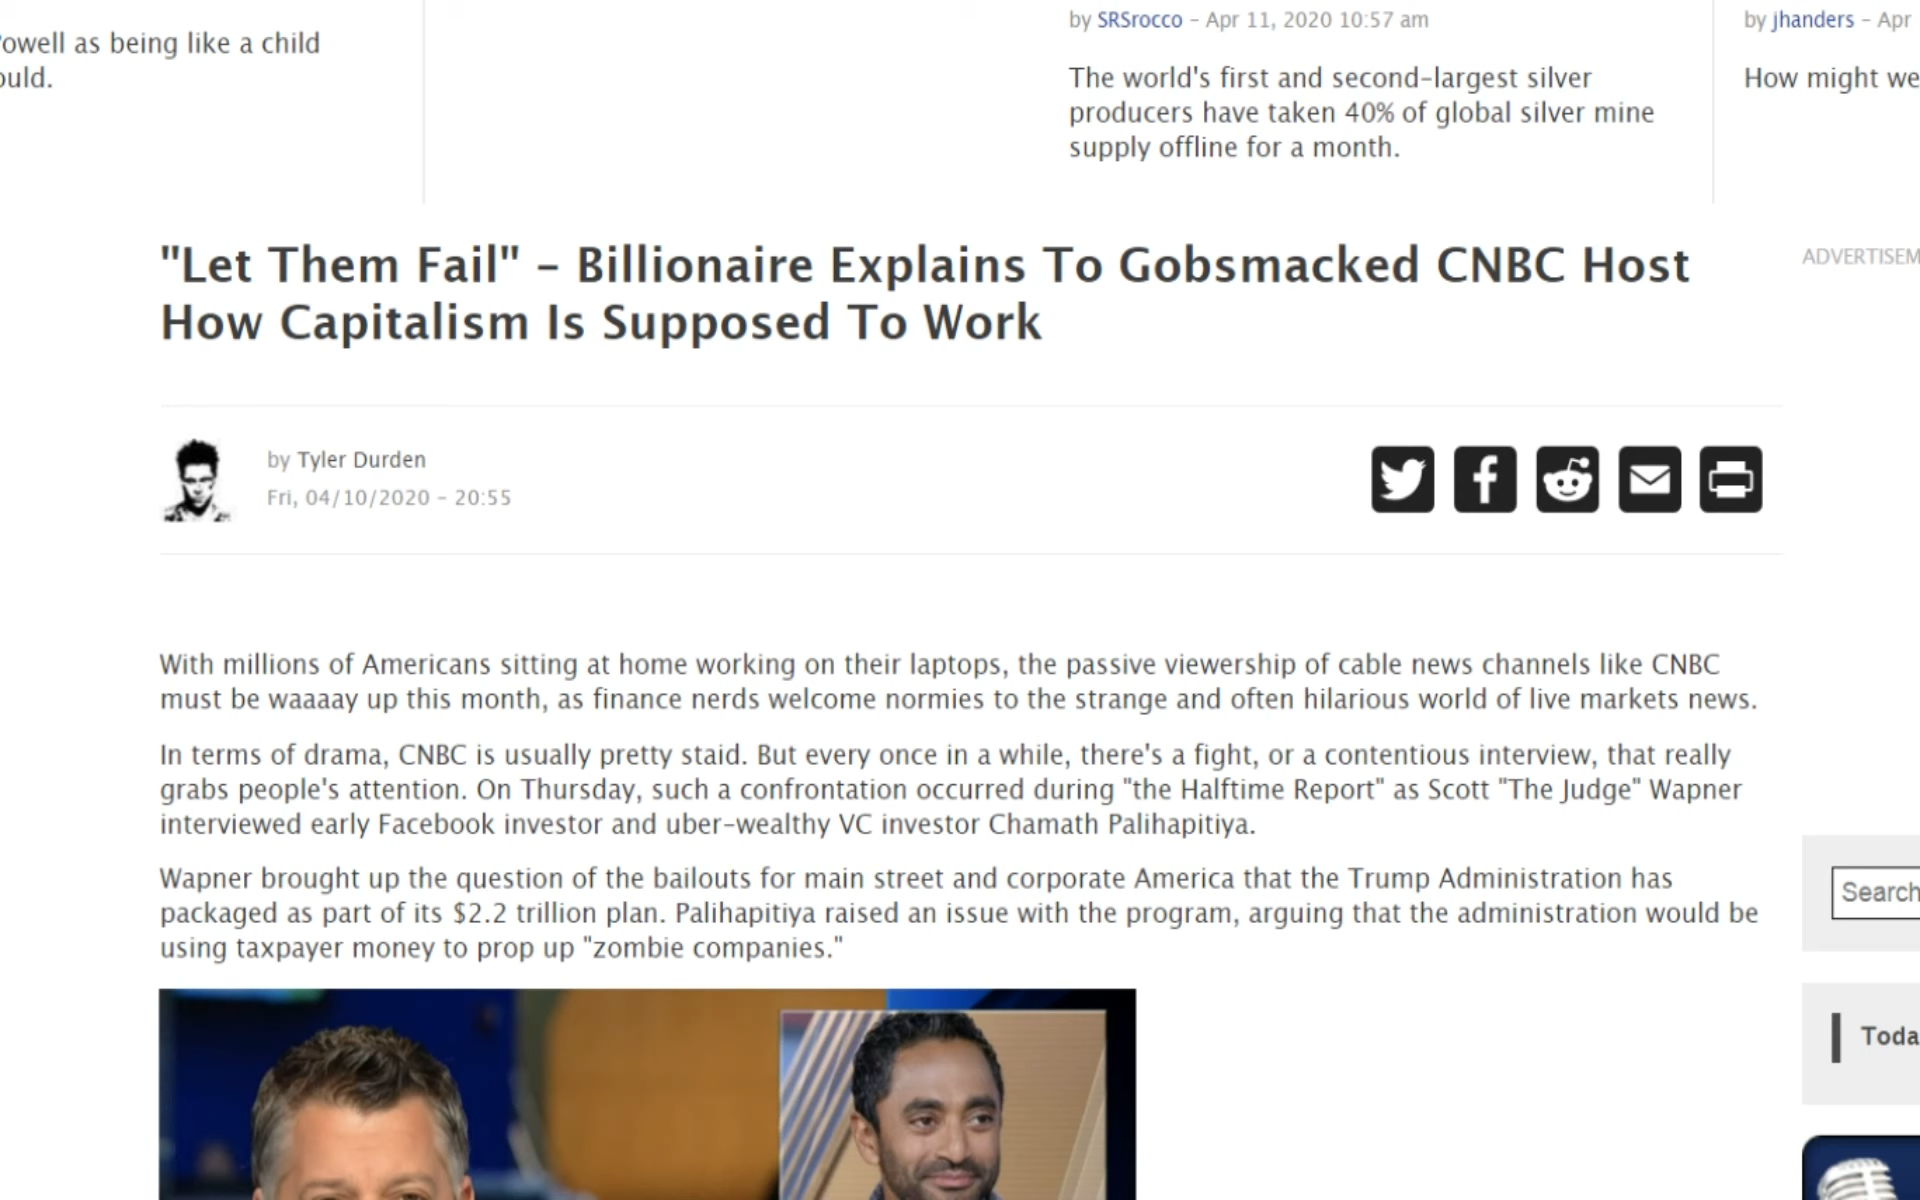 owell as being like a child
ould.
by SRSrocco - Apr 11, 2020 10:57 am
The world's first and second-largest silver
producers have taken 40% of global silver mine
supply offline for a month.
by jhanders - Apr
How might we
"Let Them Fail" - Billionaire Explains To Gobsmacked CNBC Host
How Capitalism Is Supposed To Work
ADVERTISEM
by Tyler Durden
Fri, 04/10/2020 - 20:55
With millions of Americans sitting at home working on their laptops, the passive viewership of cable news channels like CNBC
must be waaaay up this month, as finance nerds welcome normies to the strange and often hilarious world of live markets news.
In terms of drama, CNBC is usually pretty staid. But every once in a while, there's a fight, or a contentious interview, that really
grabs people's attention. On Thursday, such a confrontation occurred during "the Halftime Report" as Scott "The Judge" Wapner
interviewed early Facebook investor and uber-wealthy VC investor Chamath Palihapitiya.
Wapner brought up the question of the bailouts for main street and corporate America that the Trump Administration has
packaged as part of its $2.2 trillion plan. Palihapitiya raised an issue with the program, arguing that the administration would be
using taxpayer money to prop up "zombie companies."
Search
Toda